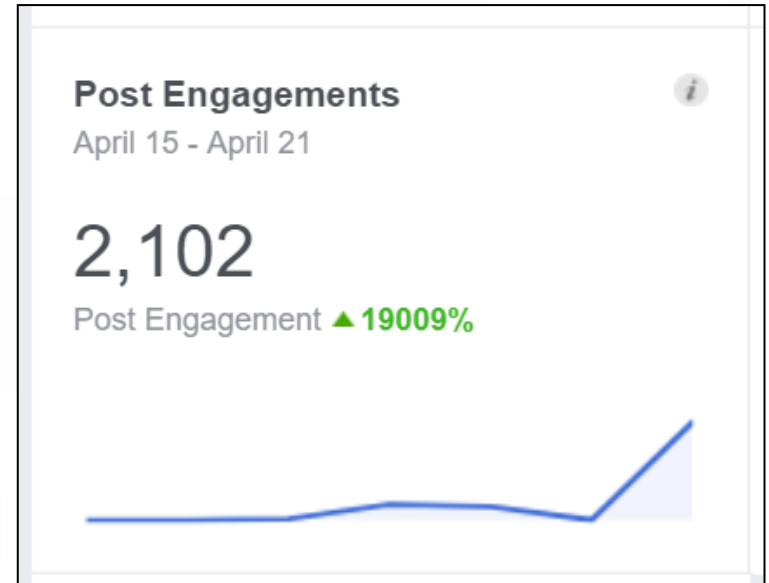 Post Engagements
i
April 15 - April 21
2,102
Post Engagement ▲ 19009%